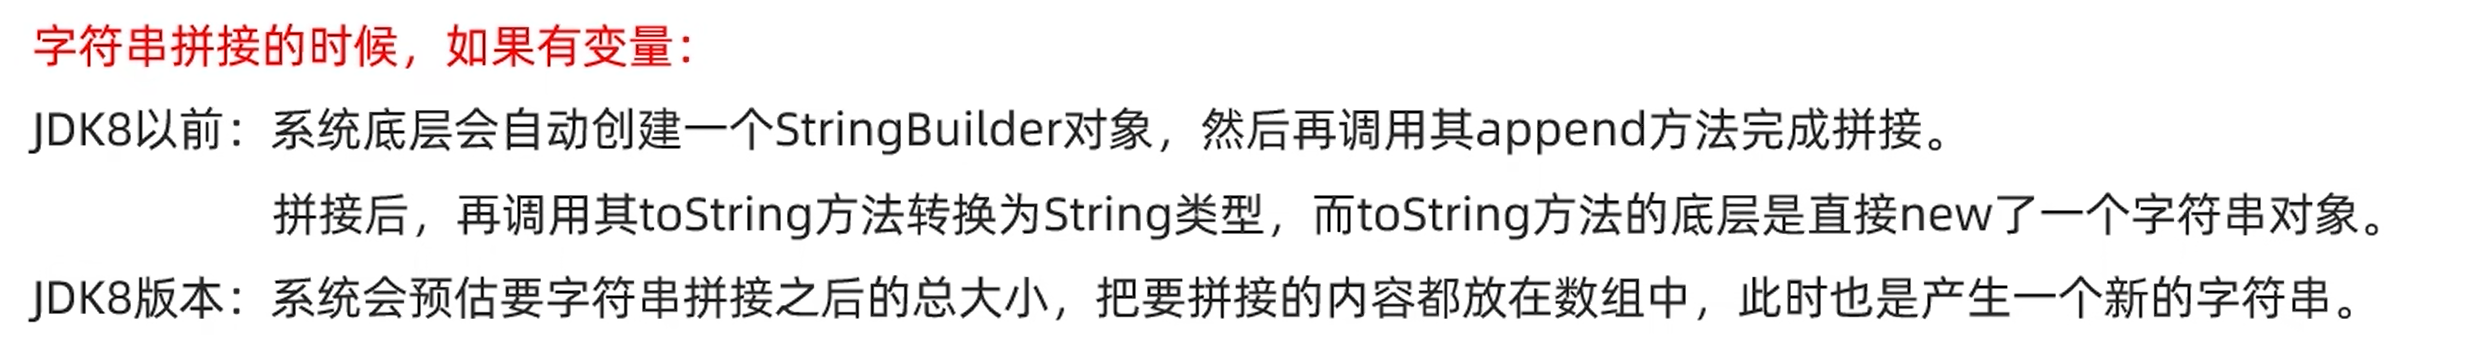 字符串拼接的时候，如果有变量：
JDK8以前：系统底层会自动创建一个StringBuilder对象，然后再调用其append方法完成拼接。
拼接后，再调用其toString方法转换为String类型，而toString方法的底层是直接new了一个字符串对象。
JDK8版本：系统会预估要字符串拼接之后的总大小，把要拼接的内容都放在数组中，此时也是产生一个新的字符串。